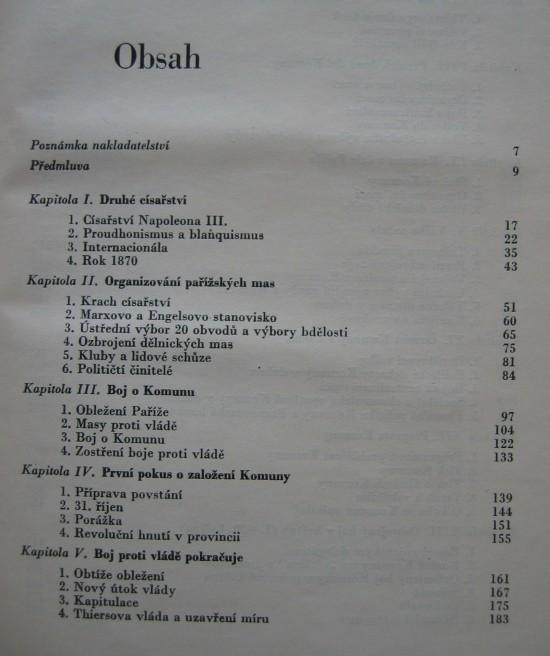 Obsah
Poznámka nakladatelství 7
Předmluva 9
Kapitola I. Druhé císařství
1. Císařství Napoleona III. 17
2. Proudhonismus a blanquismus 22
3. Internacionála 35
4. Rok 1870 43
Kapitola II. Organizování pařížských mas
1. Krach císařství 51
2. Marxovo a Engelsovo stanovisko 60
3. Ústřední výbor 20 obvodů a výbory bdělosti 65
4. Ozbrojení dělnických mas 75
5. Kluby a lidové schůze 81
6. Političtí činitelé 84
Kapitola III. Boj o Komunu
1. Obležení Paříže 97
2. Masy proti vládě 104
3. Boj o Komunu 122
4. Zostření boje proti vládě 133
Kapitola IV. První pokus o založení Komuny
1. Příprava povstání 139
2. 31. říjen 144
3. Porážka 151
4. Revoluční hnutí v provincii 155
Kapitola V. Boj proti vládě pokračuje
1. Obtíže obležení 161
2. Nový útok vlády 167
3. Kapitulace 175
4. Thiersova vláda a uzavření míru 183